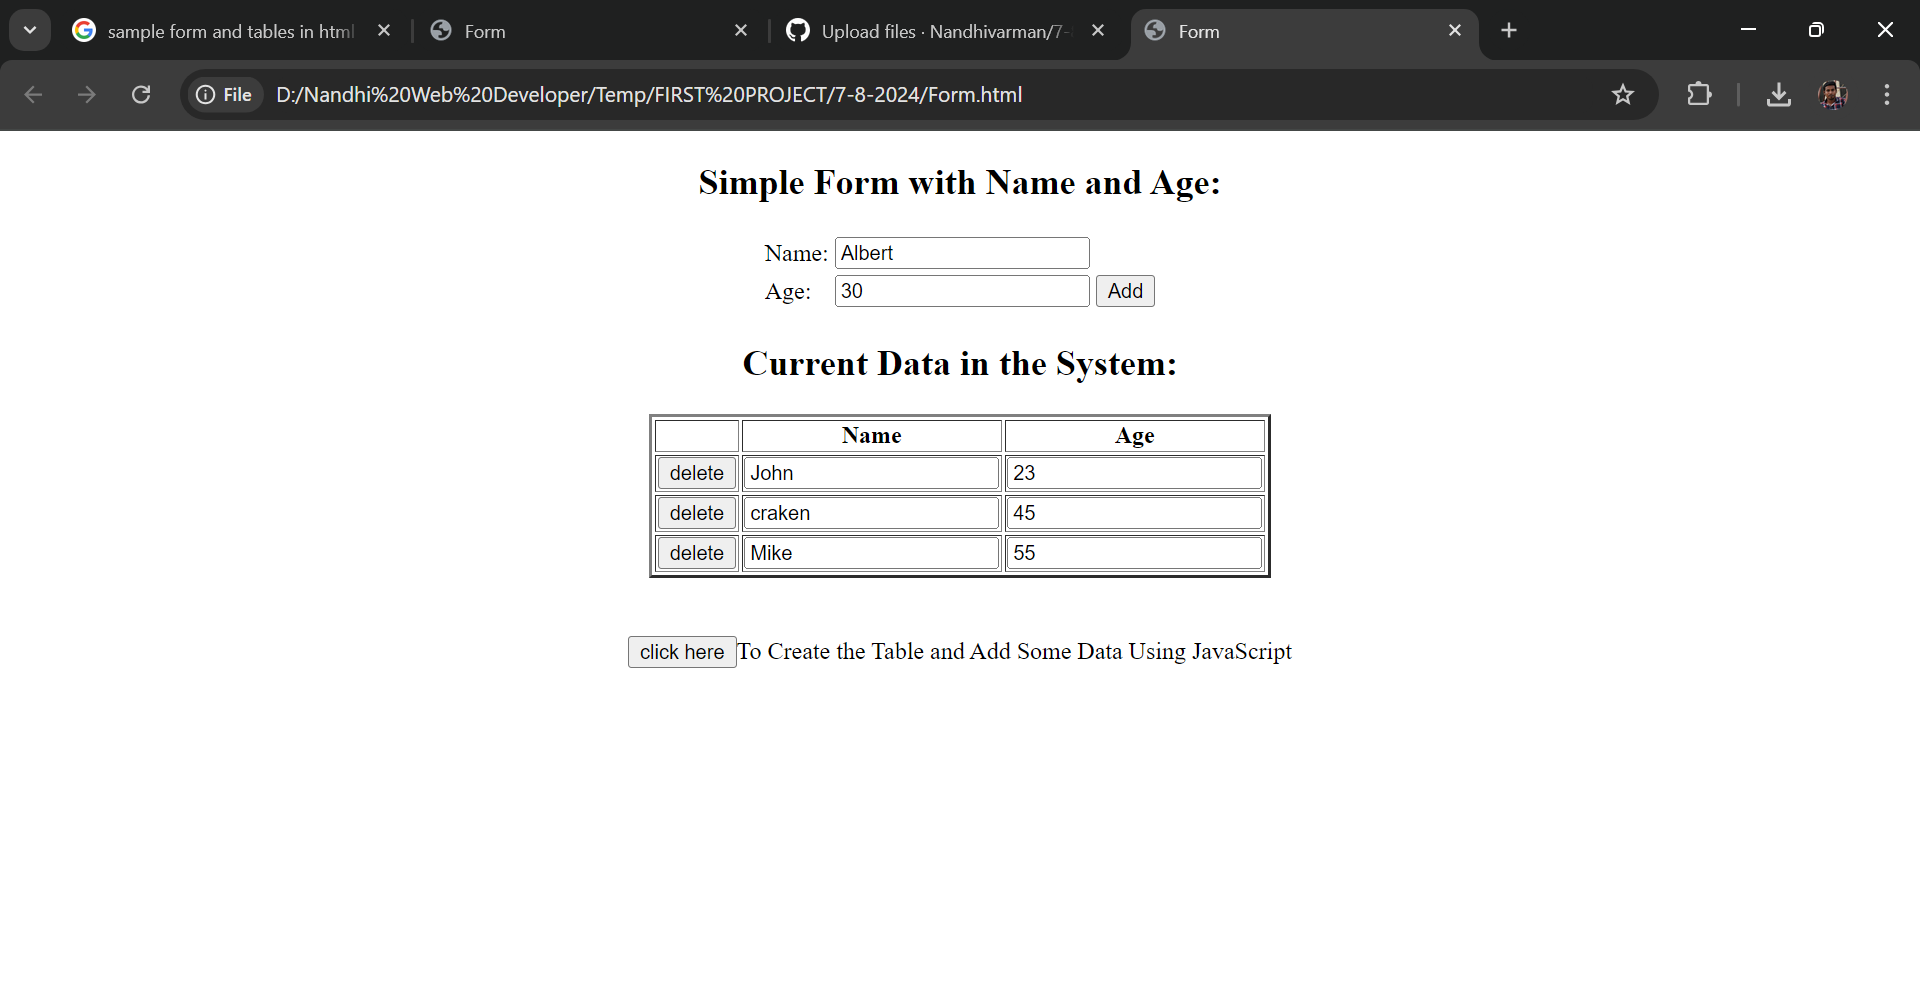 sample form and tables in html
Form
Upload files · Nandhivarman/7-
Form
File
D:/Nandhi%20Web%20Developer/Temp/FIRST%20PROJECT/7-8-2024/Form.html
Simple Form with Name and Age:
Name: Albert
Age: 30 Add
Current Data in the System:
Name Age
delete John 23
delete craken 45
delete Mike 55
click here To Create the Table and Add Some Data Using JavaScript